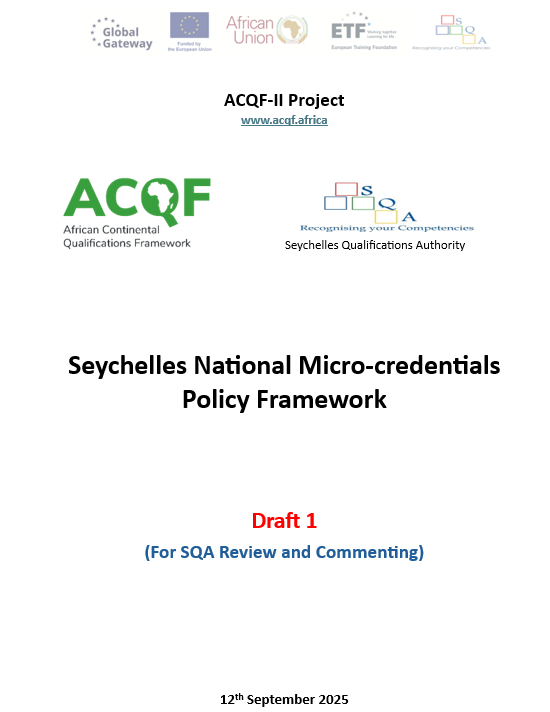 Global
Gateway
Funded by
the European Union
African
Union
ETF
Working together
Learning for life
European Training Foundation
S
Q
A
Recognising your Competencies
ACQF-II Project
www.acqf.africa
ACQF
African Continental
Qualifications Framework
S
Q
A
Recognising your Competencies
Seychelles Qualifications Authority
Seychelles National Micro-credentials
Policy Framework
Draft 1
(For SQA Review and Commenting)
12th September 2025